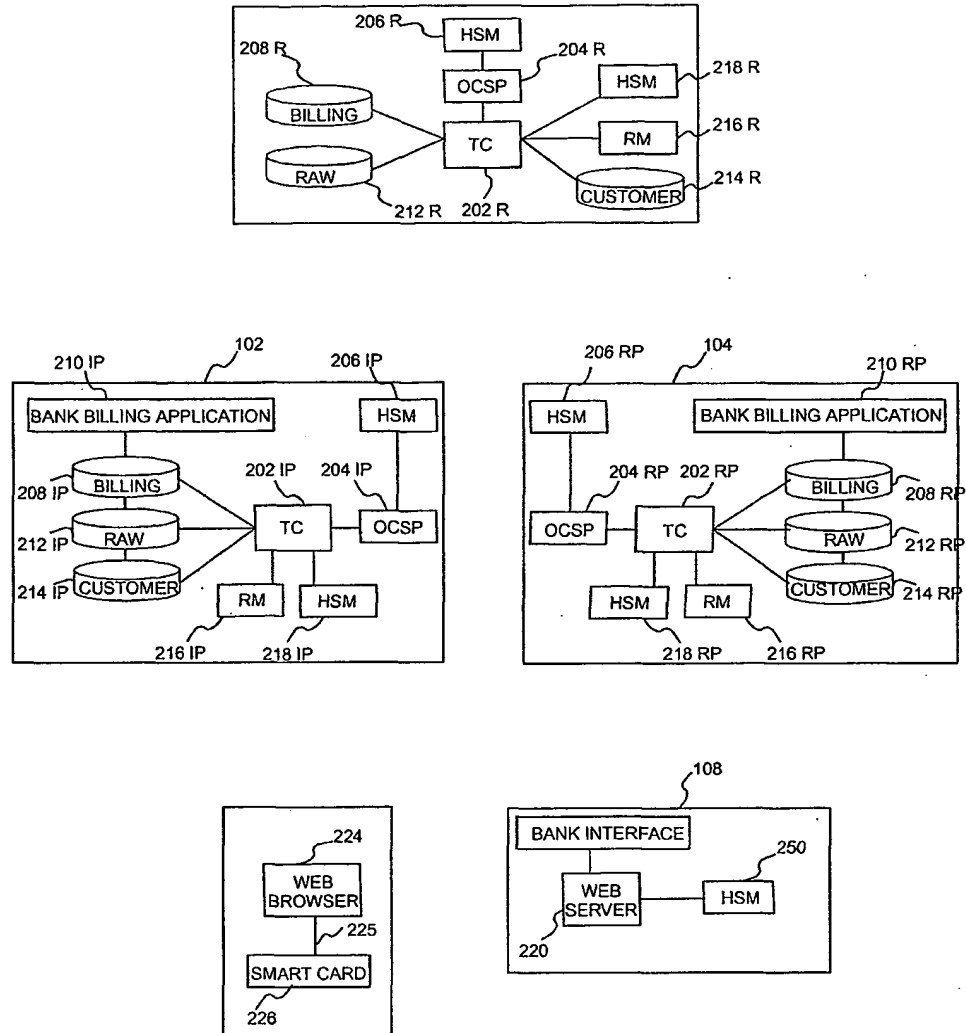 206 R
HSM
208 R
204 R
218 R
OCSP
HSM
BILLING
216 R
TC
RM
RAW
214 R
CUSTOMER
212 R
202 R
102
206 IP
210 IP
BANK BILLING APPLICATION
HSM
202 IP
204 IP
BILLING
208 IP
TC
OCSP
RAW
212 IP
CUSTOMER
214 IP
RM
HSM
216 IP
218 IP
206 RP
104
210 RP
HSM
BANK BILLING APPLICATION
204 RP
202 RP
BILLING
208 RP
OCSP
TC
RAW
212 RP
CUSTOMER
214 RP
HSM
RM
218 RP
216 RP
224
WEB
BROWSER
225
SMART CARD
226
108
BANK INTERFACE
250
WEB
SERVER
HSM
220